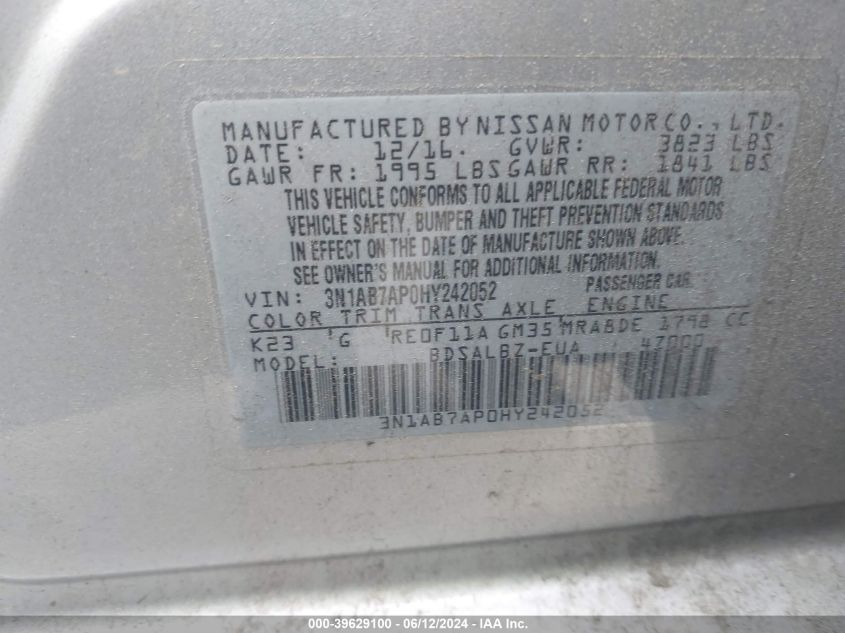 MANUFACTURED BY NISSAN MOTOR CO., LTD.
DATE: 12/16. GVWR: 3823 LBS
GAWR FR: 1995 LBS GAWR RR: 1841 LBS
THIS VEHICLE CONFORMS TO ALL APPLICABLE FEDERAL MOTOR
VEHICLE SAFETY, BUMPER AND THEFT PREVENTION STANDARDS
IN EFFECT ON THE DATE OF MANUFACTURE SHOWN ABOVE.
SEE OWNER'S MANUAL FOR ADDITIONAL INFORMATION.
VIN: 3N1AB7AP0HY242052 PASSENGER CAR
COLOR TRIM TRANS AXLE ENGINE
K23 G RE0F11A GM35 MRA8DE 1798 CC
MODEL: BDSALBZ-EUA 47000
3N1AB7AP0HY242052
000-39629100 - 06/12/2024 - IAA Inc.